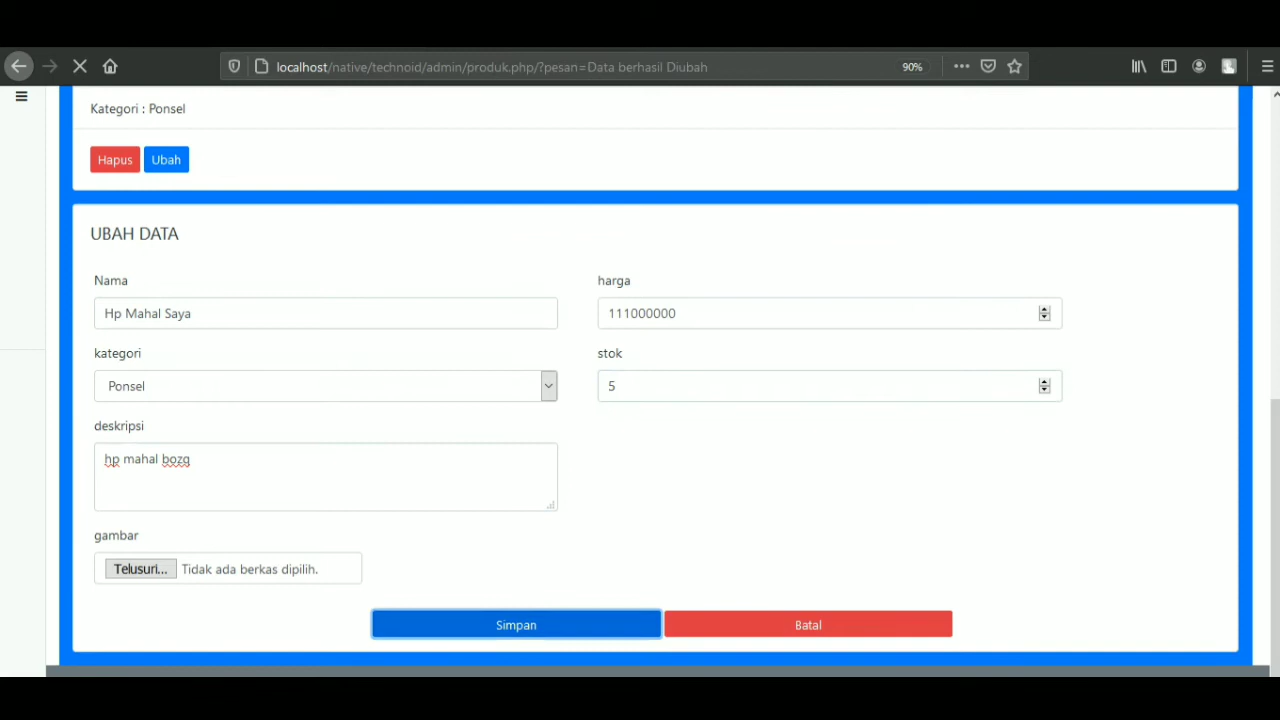 localhost/native/technoid/admin/produk.php/?pesan=Data berhasil Diubah
90%
Kategori : Ponsel
Hapus Ubah
UBAH DATA
Nama harga
Hp Mahal Saya 111000000
kategori stok
Ponsel 5
deskripsi
hp mahal bozq
gambar
Telusuri... Tidak ada berkas dipilih.
Simpan Batal